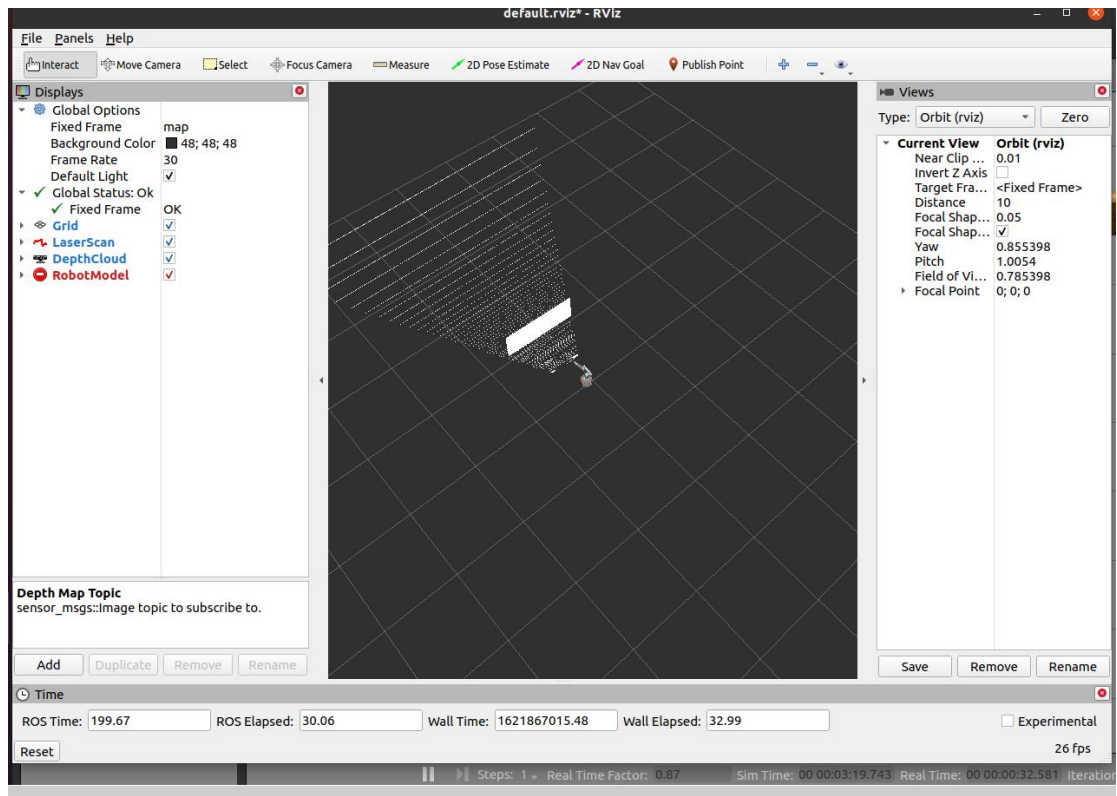 default.rviz* - RViz
File Panels Help
Interact Move Camera Select Focus Camera Measure 2D Pose Estimate 2D Nav Goal Publish Point
Displays
Global Options
Fixed Frame map
Background Color 48; 48; 48
Frame Rate 30
Default Light
Global Status: Ok
Fixed Frame OK
Grid
LaserScan
DepthCloud
RobotModel
Depth Map Topic
sensor_msgs::Image topic to subscribe to.
Add Duplicate Remove Rename
Views
Type: Orbit (rviz) Zero
Current View Orbit (rviz)
Near Clip ... 0.01
Invert Z Axis
Target Fra... <Fixed Frame>
Distance 10
Focal Shap... 0.05
Focal Shap...
Yaw 0.855398
Pitch 1.0054
Field of Vi... 0.785398
Focal Point 0; 0; 0
Save Remove Rename
Time
ROS Time: 199.67 ROS Elapsed: 30.06 Wall Time: 1621867015.48 Wall Elapsed: 32.99 Experimental
Reset 26 fps
Steps: 1 Real Time Factor: 0.87 Sim Time: 00 00:03:19.743 Real Time: 00 00:00:32.581 Iteration